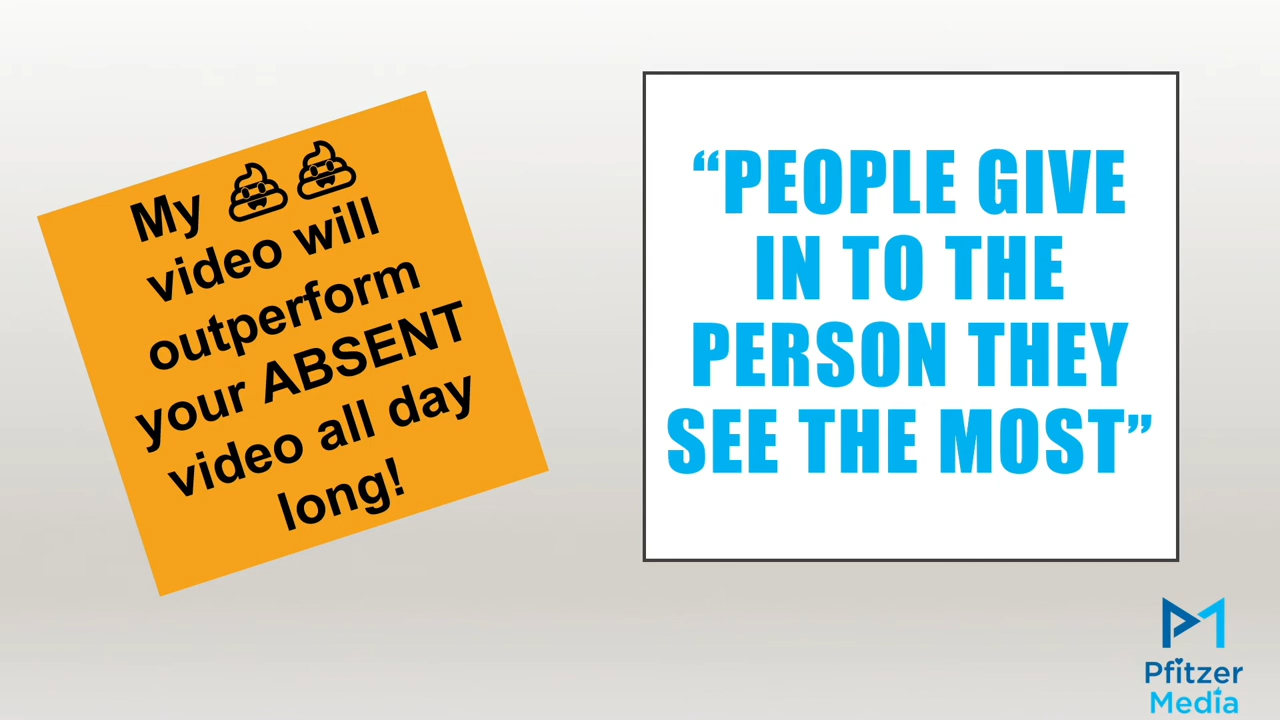 My 💩💩
video will
outperform
your ABSENT
video all day
long!
“PEOPLE GIVE
IN TO THE
PERSON THEY
SEE THE MOST”
Pfitzer
Media